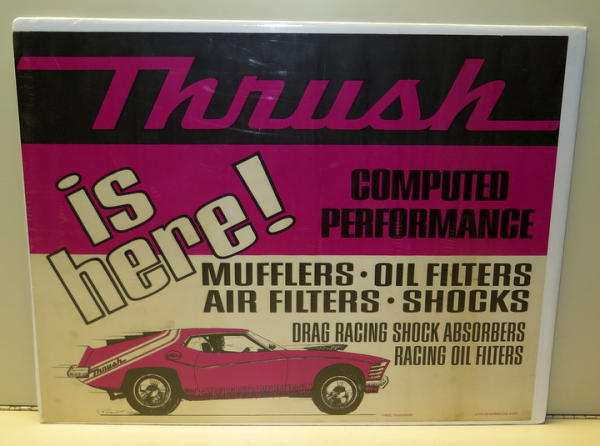 Thrush
is
here!
COMPUTED
PERFORMANCE
MUFFLERS • OIL FILTERS
AIR FILTERS • SHOCKS
DRAG RACING SHOCK ABSORBERS
RACING OIL FILTERS
Thrush